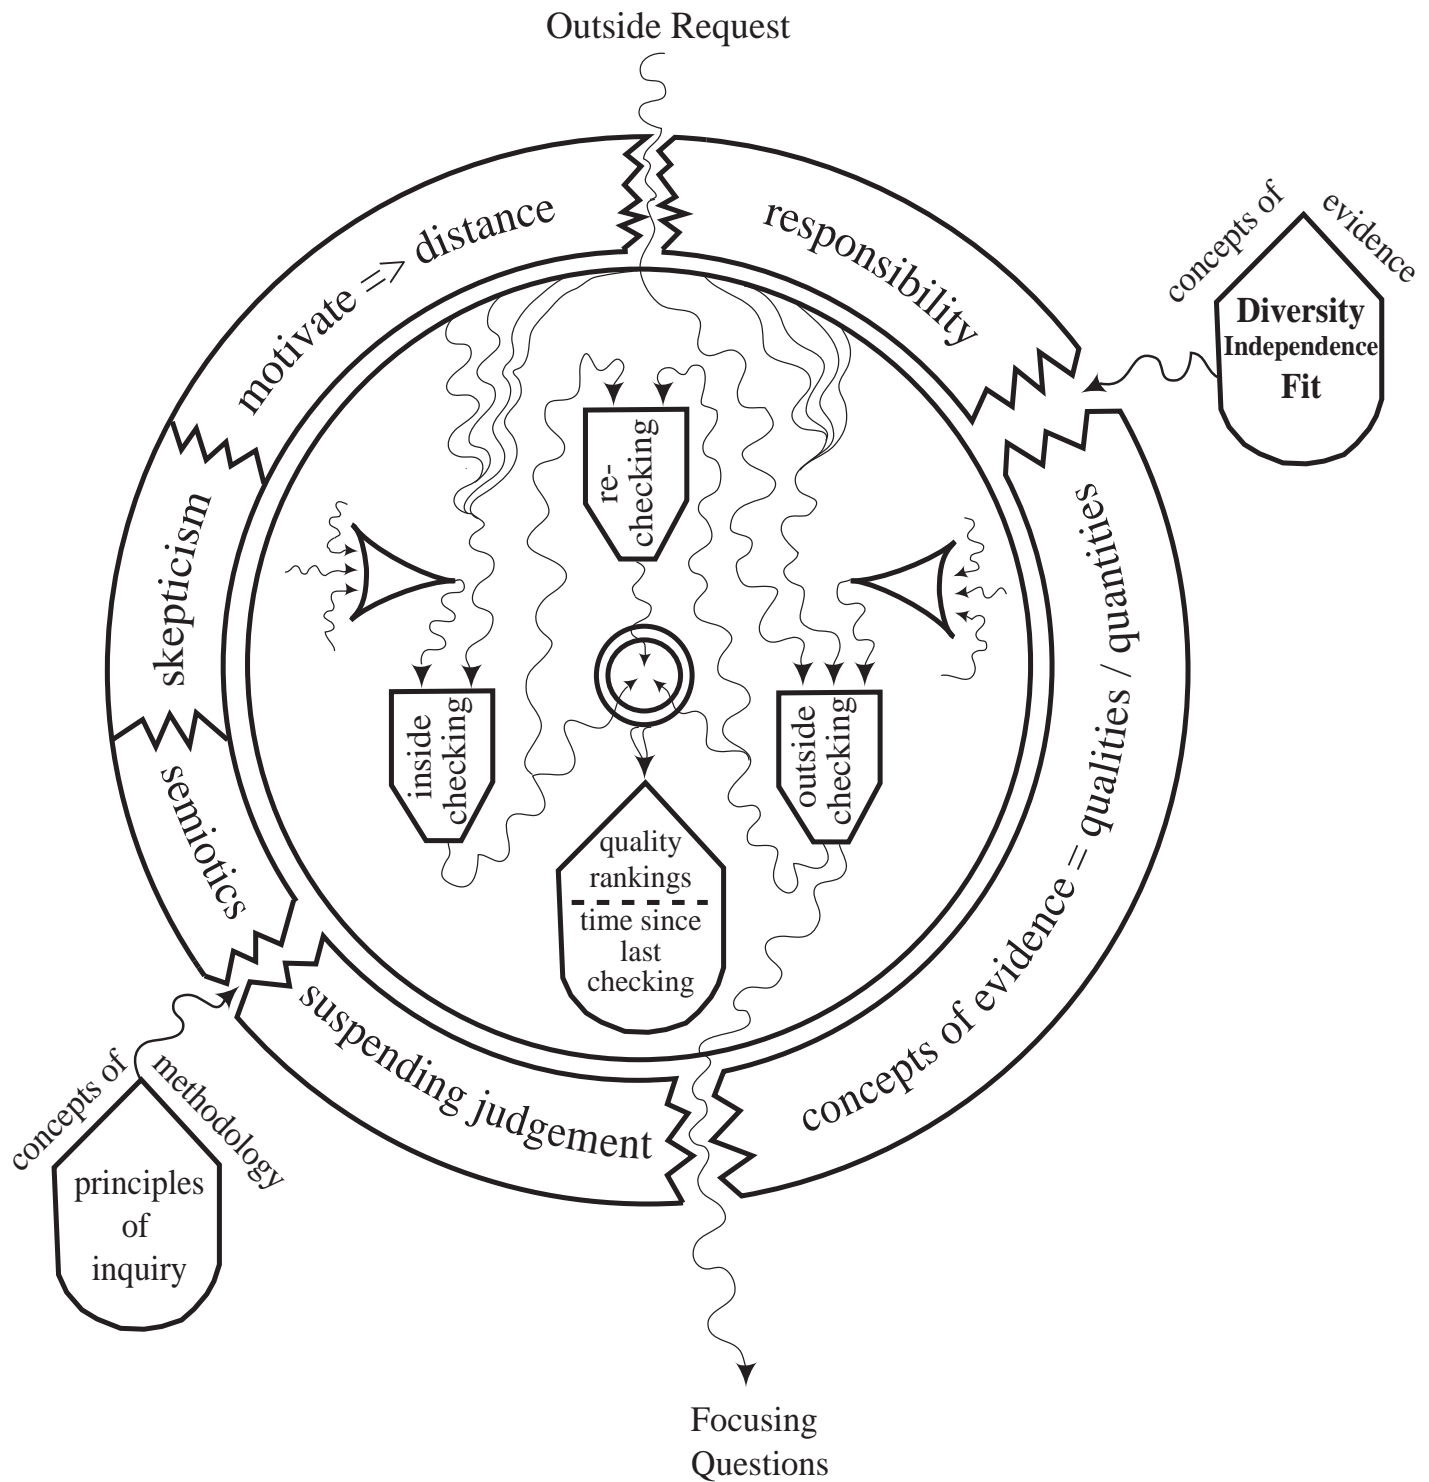 Outside Request
motivate => distance
responsibility
concepts of
evidence
Diversity
Independence
Fit
re-
checking
skepticism
concepts of evidence = qualities / quantities
inside
checking
outside
checking
semiotics
quality
rankings
time since
last
checking
suspending judgement
concepts of
methodology
principles
of
inquiry
Focusing
Questions